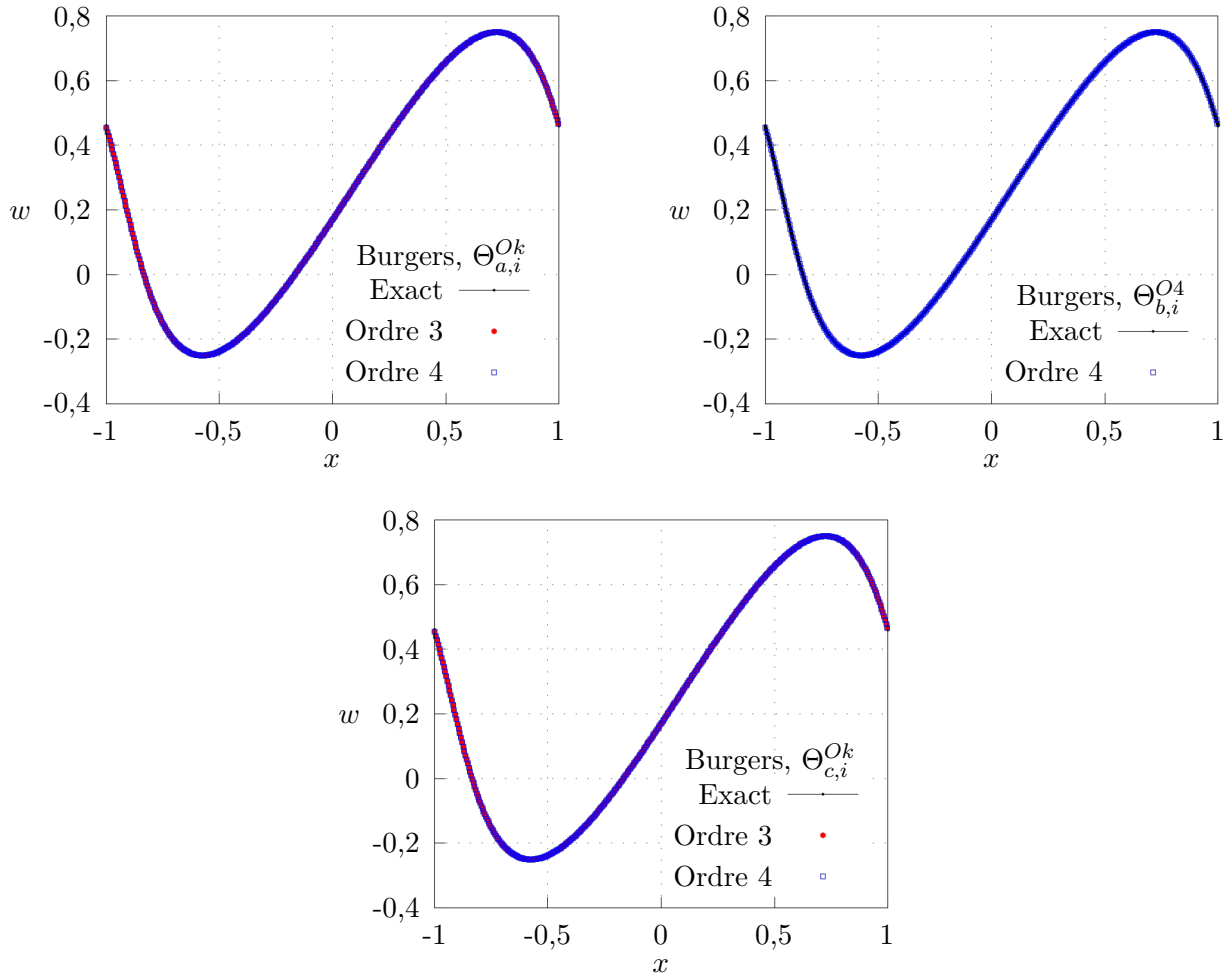 0,8
0,6
0,4
0,2
0
-0,2
-0,4
w
Burgers, Θ_{a,i}^{Ok}
Exact
Ordre 3
Ordre 4
-1 -0,5 0 0,5 1
x
0,8
0,6
0,4
0,2
0
-0,2
-0,4
w
Burgers, Θ_{b,i}^{O4}
Exact
Ordre 4
-1 -0,5 0 0,5 1
x
0,8
0,6
0,4
0,2
0
-0,2
-0,4
w
Burgers, Θ_{c,i}^{Ok}
Exact
Ordre 3
Ordre 4
-1 -0,5 0 0,5 1
x